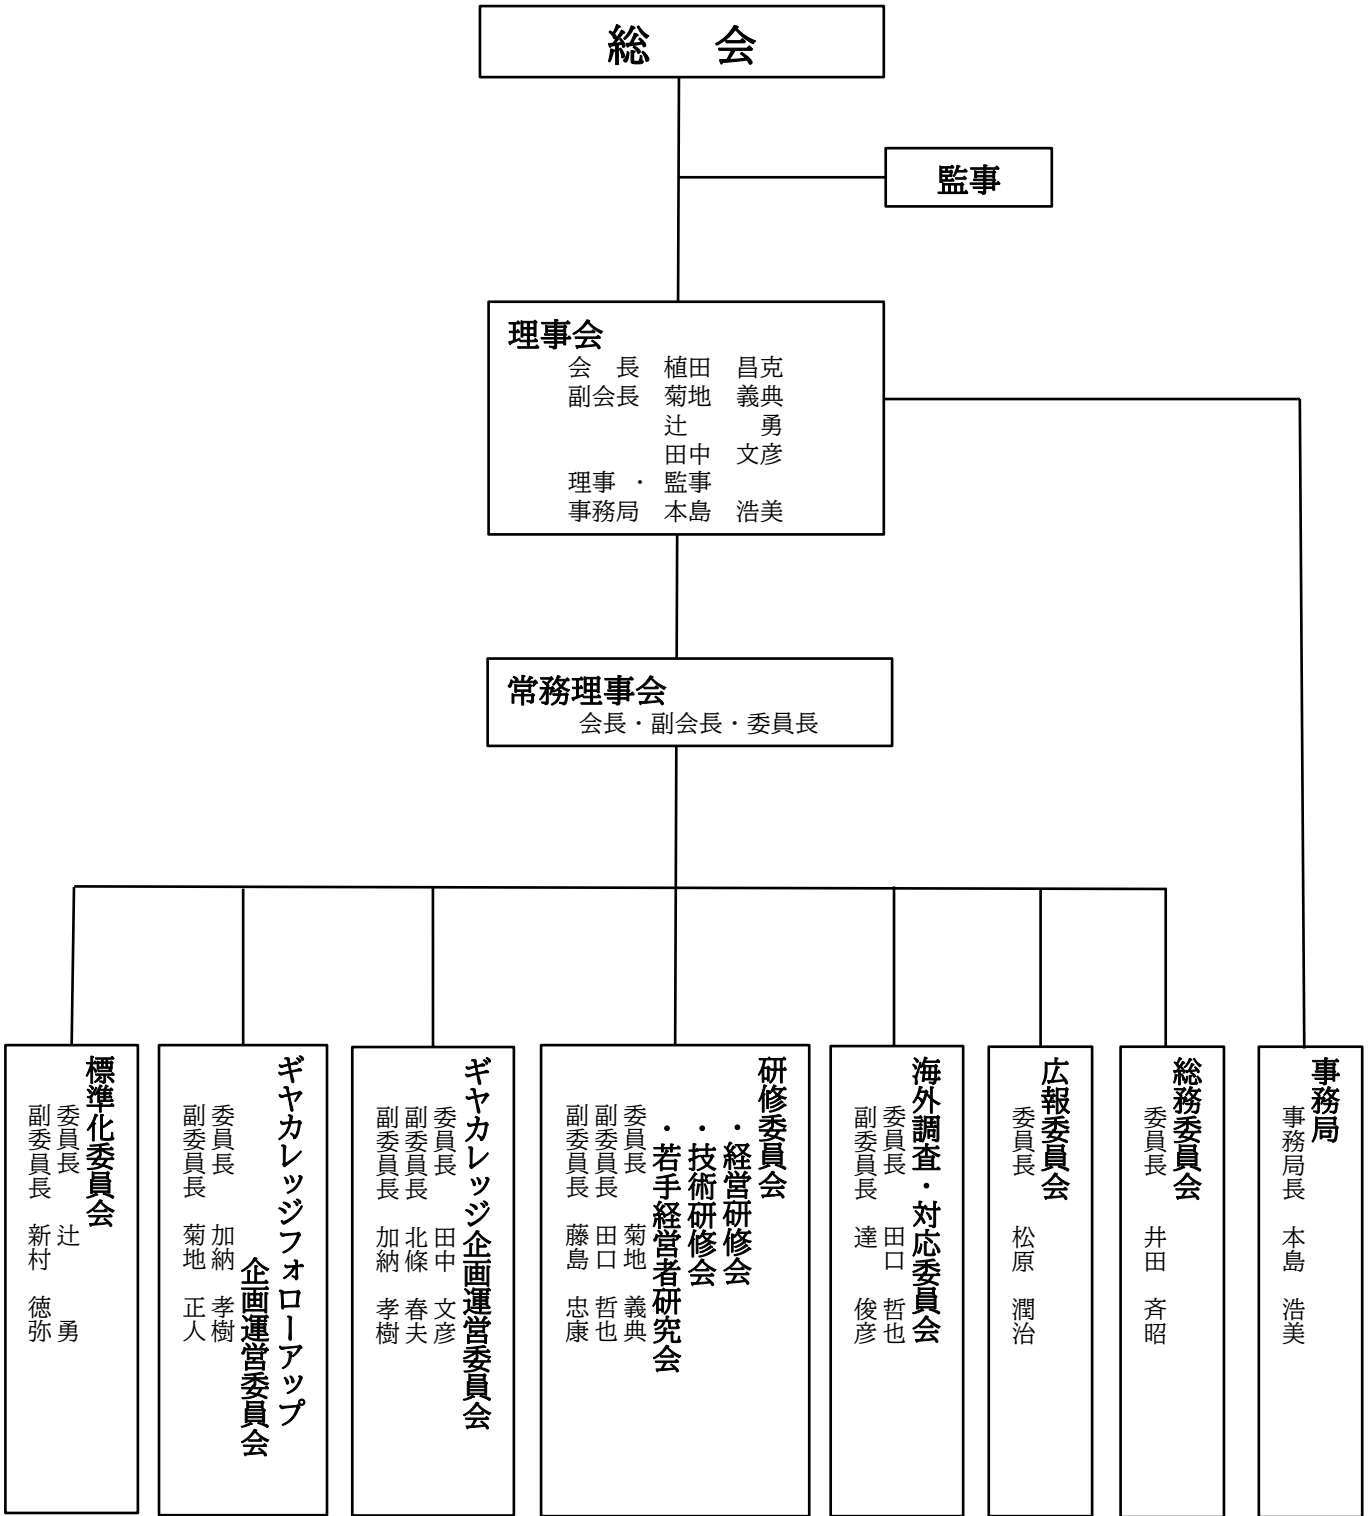 総　会
監事
理事会
会　長　植田　昌克
副会長　菊地　義典
辻　　　勇
田中　文彦
理事 ・ 監事
事務局　本島　浩美
常務理事会
会長・副会長・委員長
事務局
事務局長　本島　浩美
総務委員会
委員長　井田　斉昭
広報委員会
委員長　松原　潤治
海外調査・対応委員会
委員長　田口　哲也
副委員長　達　俊彦
研修委員会
・経営研修会
・技術研修会
・若手経営者研究会
委員長　菊地　義典
副委員長　田口　哲也
副委員長　藤島　忠康
ギヤカレッジ企画運営委員会
委員長　田中　文彦
副委員長　北條　春夫
副委員長　加納　孝樹
ギヤカレッジフォローアップ
企画運営委員会
委員長　加納　孝樹
副委員長　菊地　正人
標準化委員会
委員長　辻　　勇
副委員長　新村　徳弥